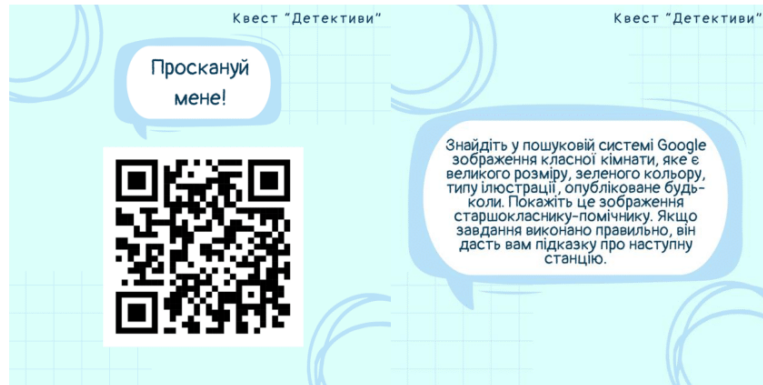 Квест “Детективи”
Проскануй
мене!
Квест “Детективи”
Знайдіть у пошуковій системі Google
зображення класної кімнати, яке є
великого розміру, зеленого кольору,
типу ілюстрації, опубліковане будь-
коли. Покажіть це зображення
старшокласнику-помічнику. Якщо
завдання виконано правильно, він
дасть вам підказку про наступну
станцію.